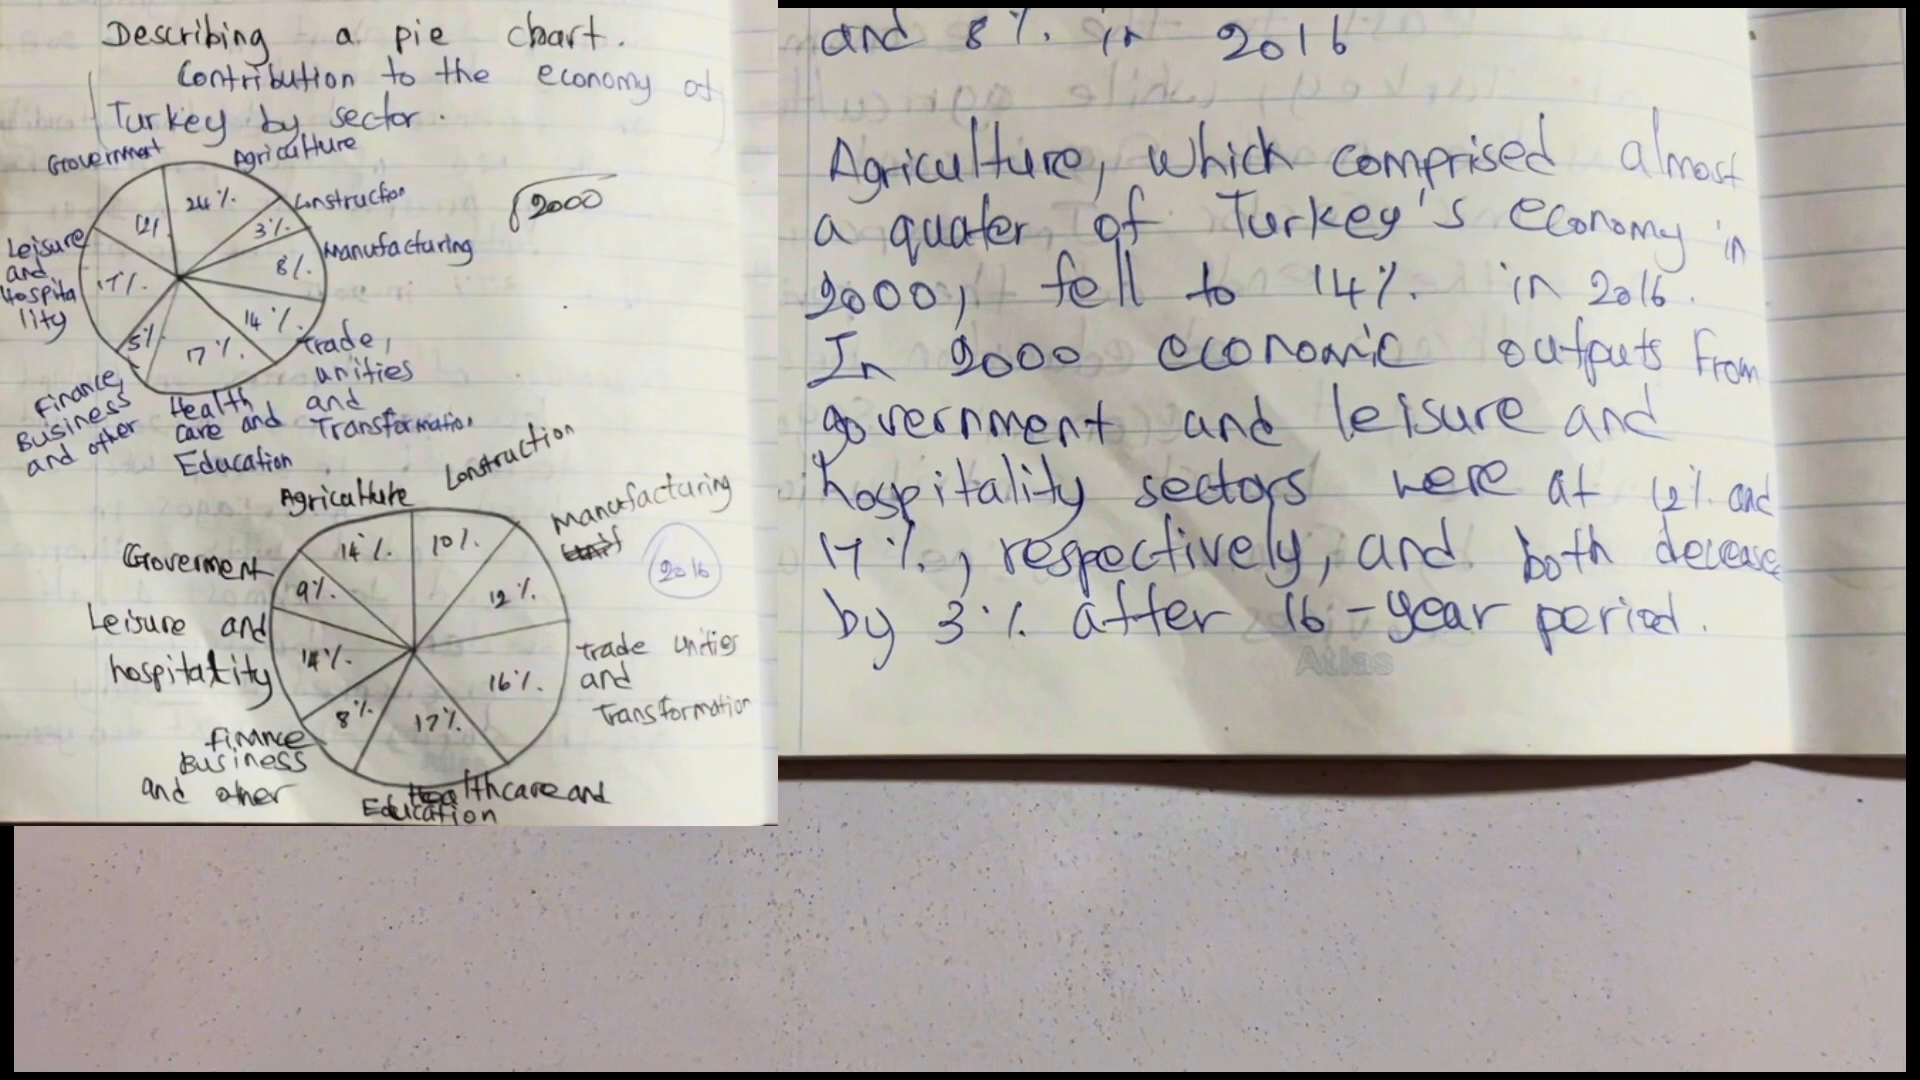 Describing a pie chart.
Contribution to the economy of
Turkey by sector.
Government
Agriculture
Construction
Manufacturing
Trade,
unities
and
Transformation
Health
care and
Education
Finance,
Business
and other
Leisure
and
Hospita
lity
24%
3%
8%
14%
17%
5%
17%
12%
2000
Agriculture
Construction
Manufacturing
Trade unities
and
Transformation
Healthcare and
Education
finance
Business
and other
Leisure and
hospitality
Goverment
14%
10%
12%
16%
17%
8%
14%
9%
2016
and 8% in 2016
Agriculture, which comprised almost
a quater of Turkey's economy in
2000, fell to 14% in 2016.
In 2000 economic outputs from
government and leisure and
hospitality sectors were at 12% and
17%, respectively, and both decrease
by 3% after 16-year period.
Atlas